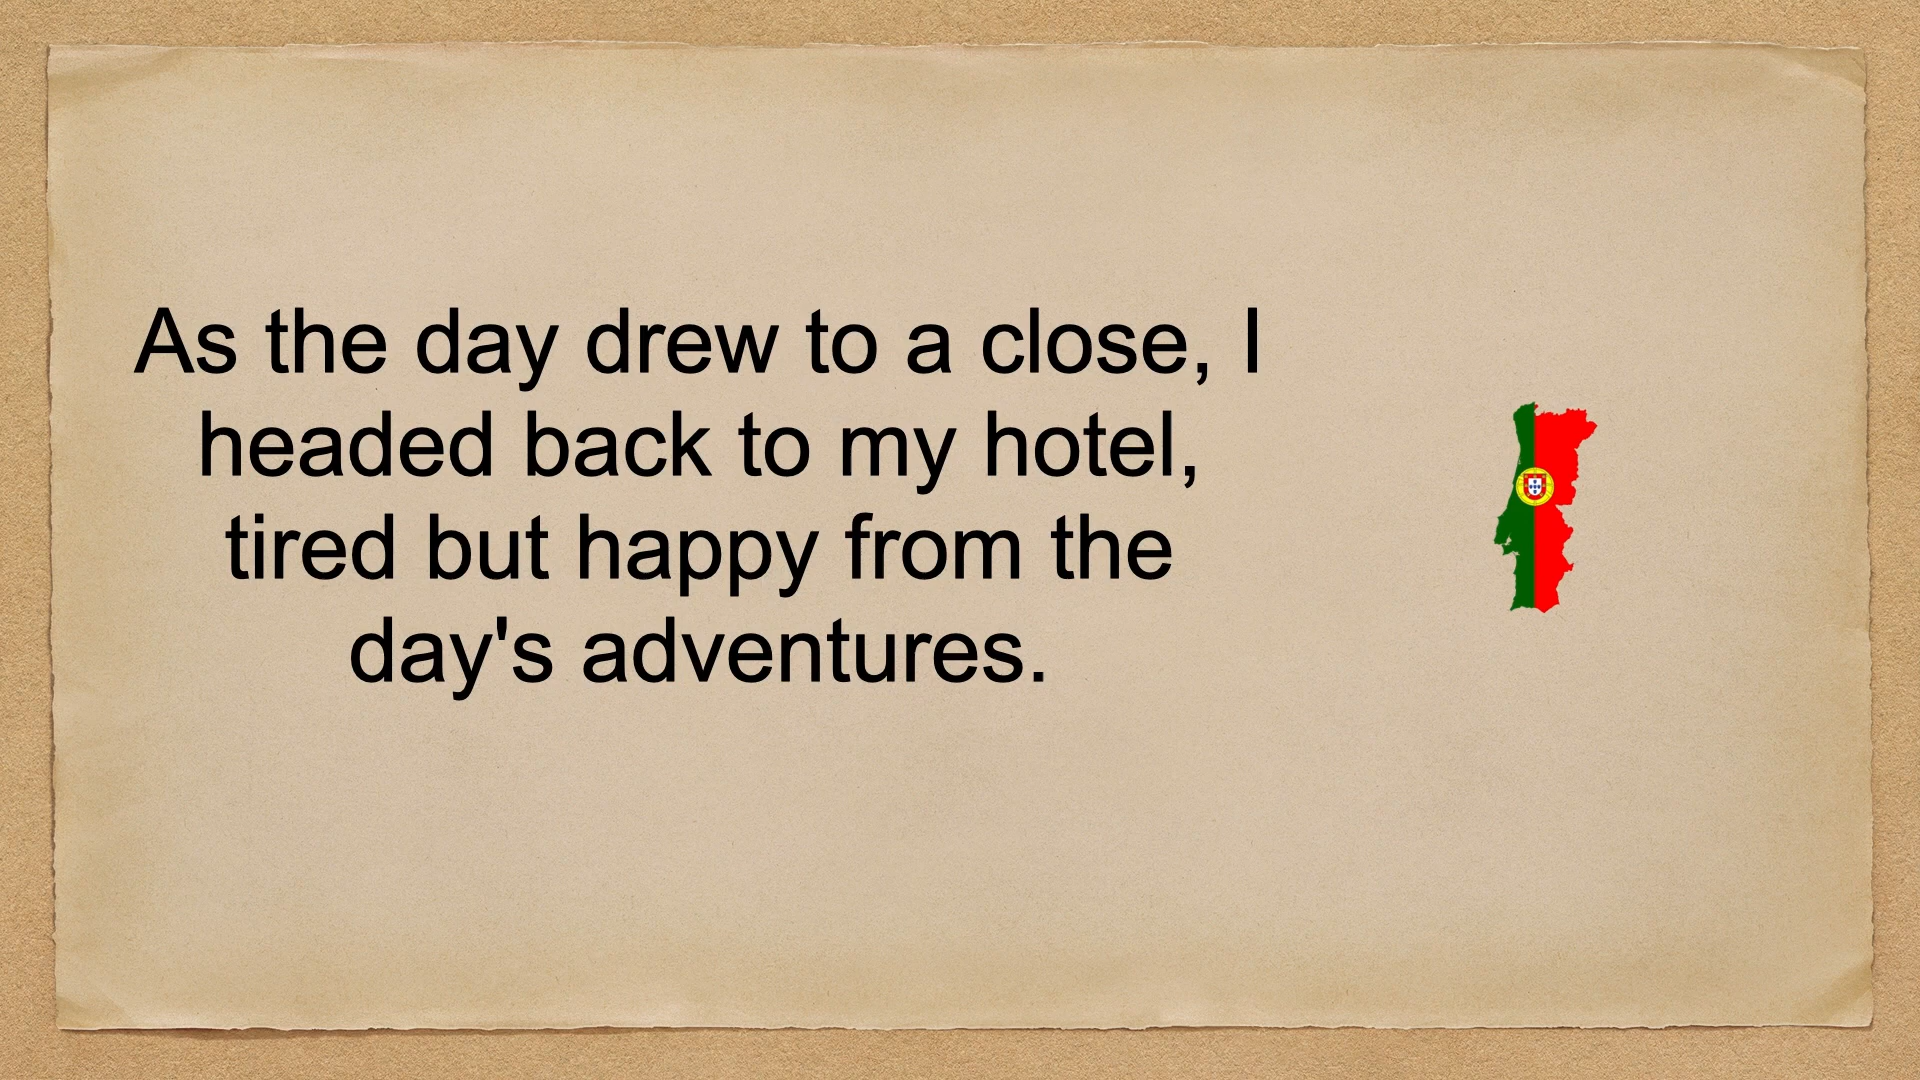 As the day drew to a close, I
headed back to my hotel,
tired but happy from the
day's adventures.